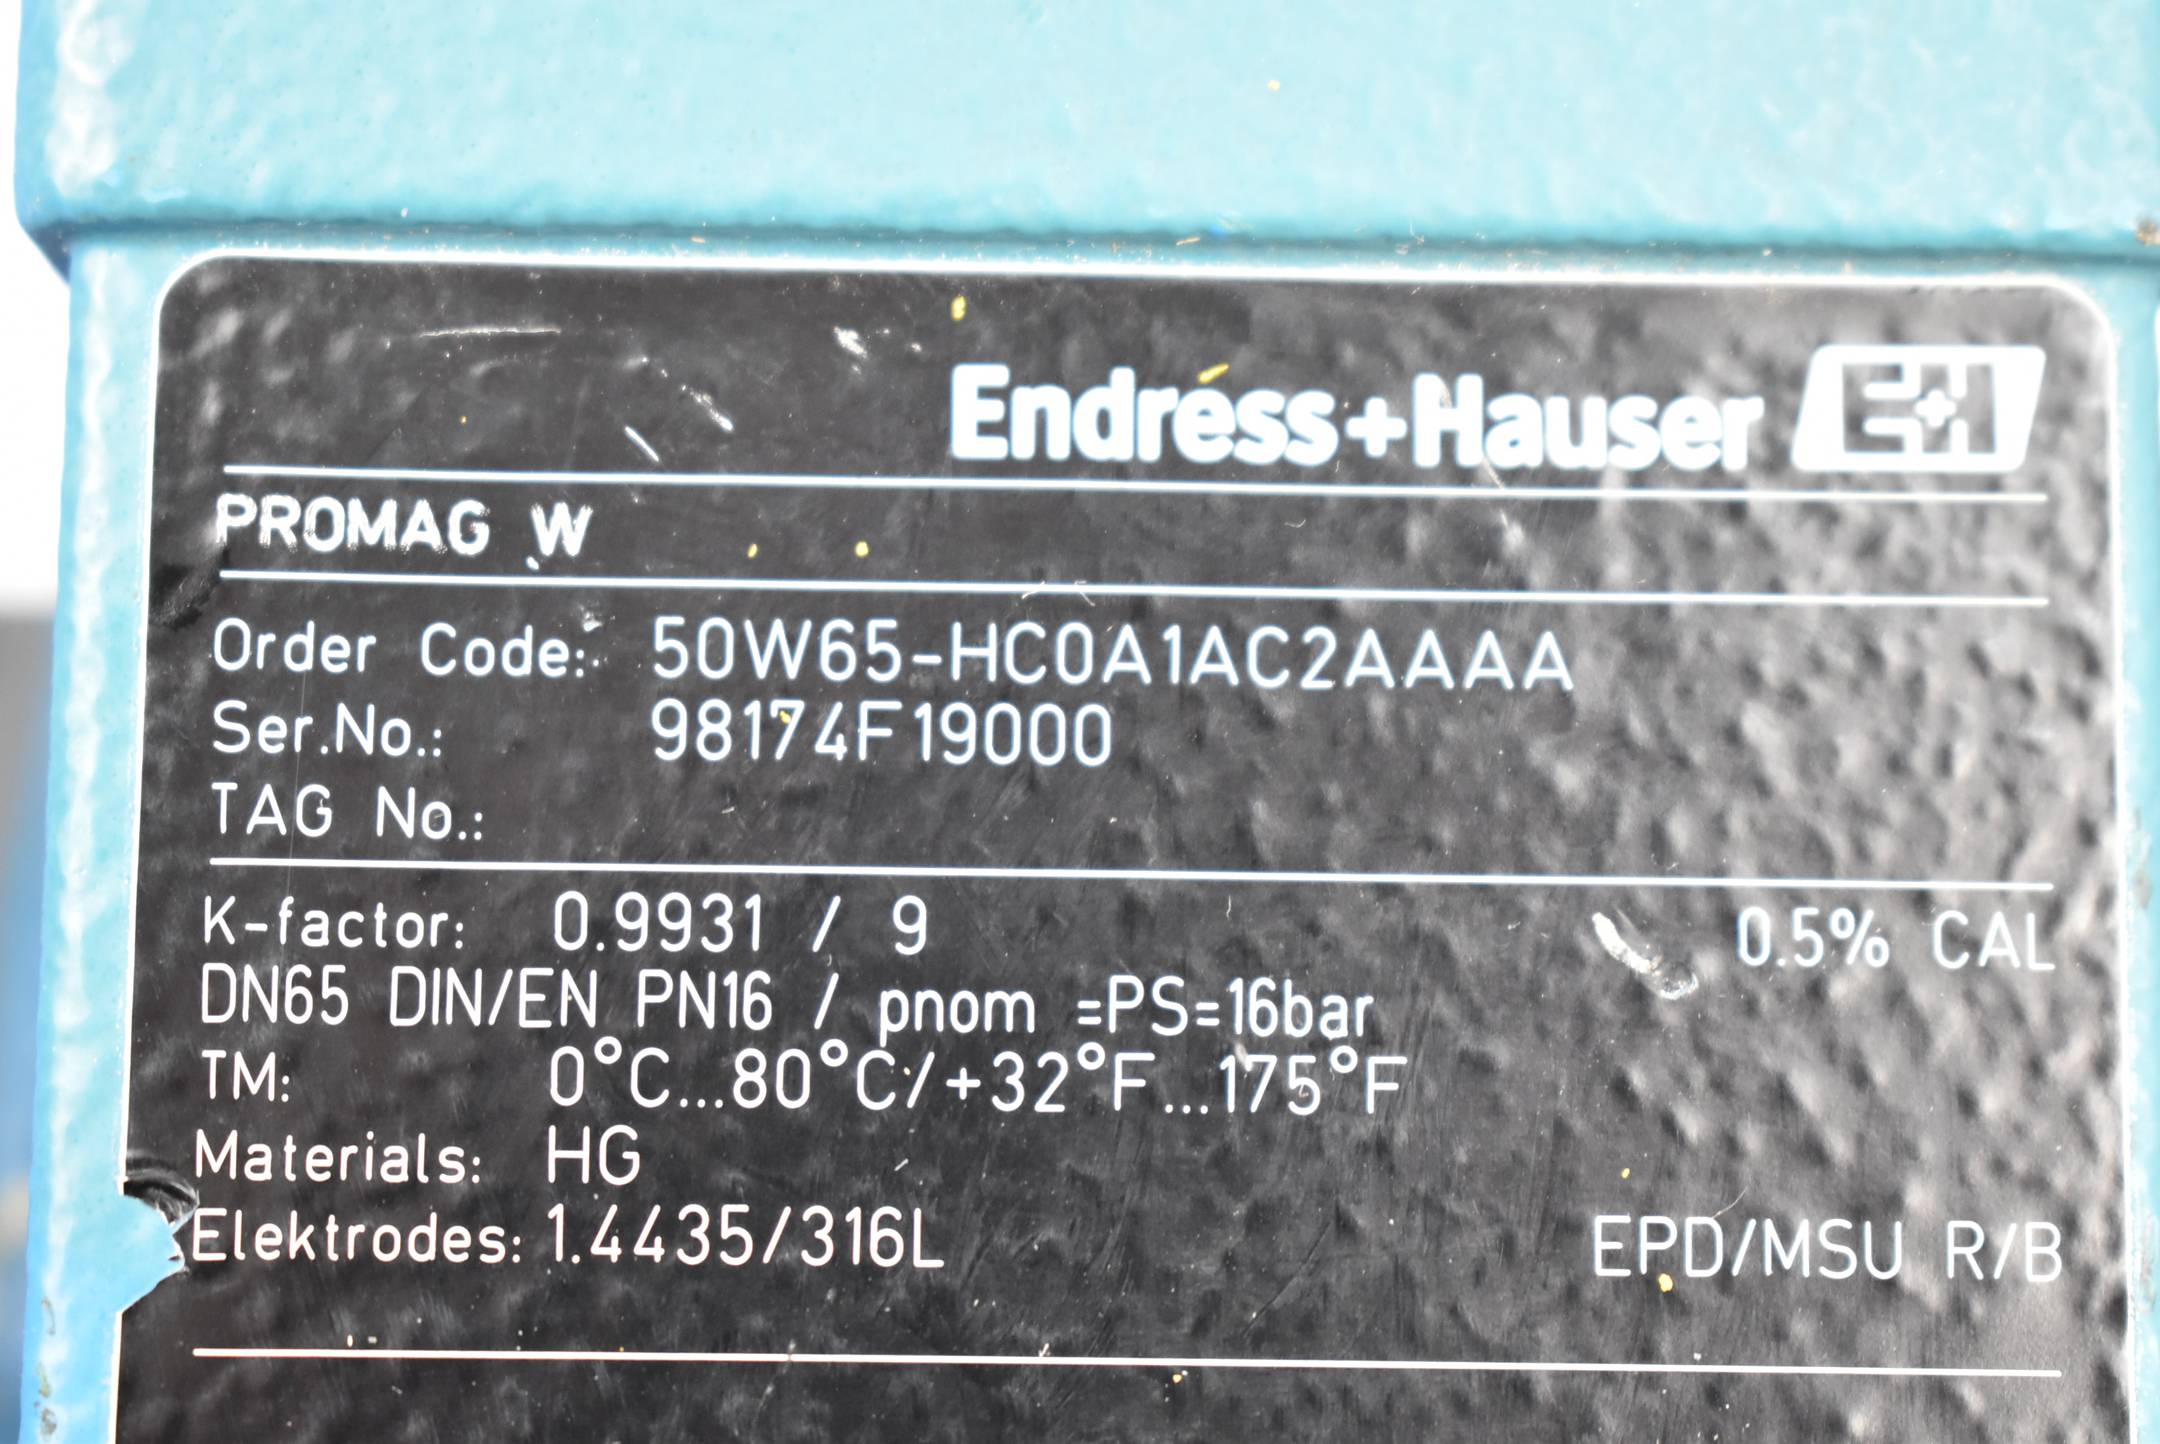 Endress+Hauser E+H
PROMAG W
Order Code: 50W65-HC0A1AC2AAAA
Ser.No.: 98174F19000
TAG No.:
K-factor: 0.9931 / 9 0.5% CAL
DN65 DIN/EN PN16 / pnom =PS=16bar
TM: 0°C...80°C/+32°F...175°F
Materials: HG
Elektrodes: 1.4435/316L EPD/MSU R/B